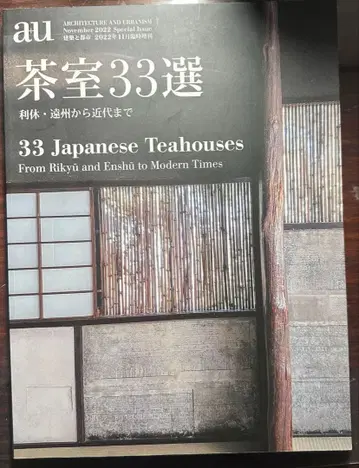 au
ARCHITECTURE AND URBANISM
November 2022 Special Issue
建築と都市 2022年11月臨時増刊
茶室33選
利休・遠州から近代まで
33 Japanese Teahouses
From Rikyū and Enshū to Modern Times